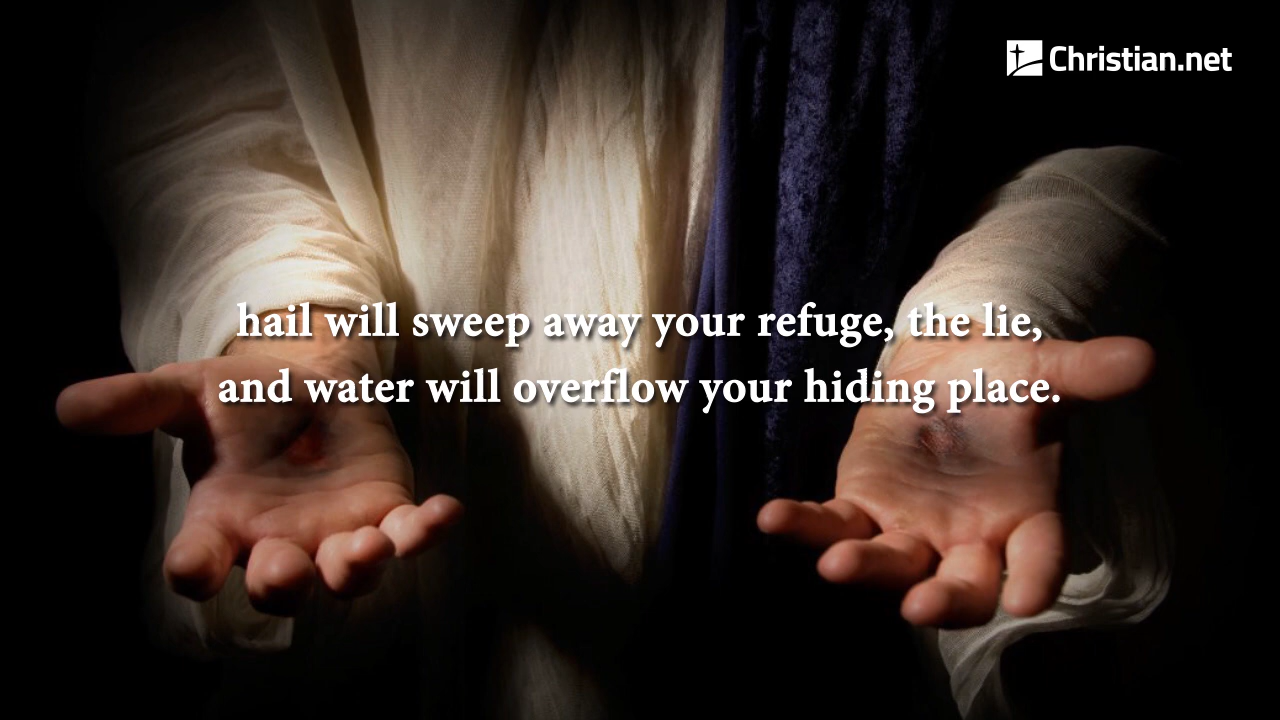 Christian.net
hail will sweep away your refuge, the lie,
and water will overflow your hiding place.